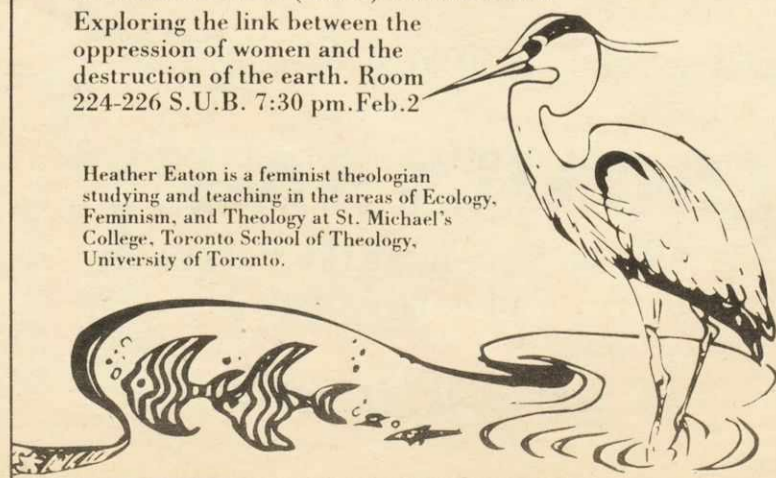 Exploring the link between the
oppression of women and the
destruction of the earth. Room
224-226 S.U.B. 7:30 pm.Feb.2
Heather Eaton is a feminist theologian
studying and teaching in the areas of Ecology,
Feminism, and Theology at St. Michael's
College, Toronto School of Theology,
University of Toronto.